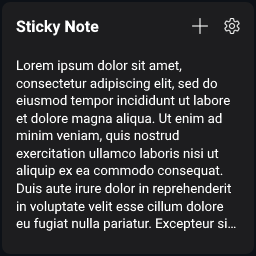 Sticky Note
Lorem ipsum dolor sit amet,
consectetur adipiscing elit, sed do
eiusmod tempor incididunt ut labore
et dolore magna aliqua. Ut enim ad
minim veniam, quis nostrud
exercitation ullamco laboris nisi ut
aliquip ex ea commodo consequat.
Duis aute irure dolor in reprehenderit
in voluptate velit esse cillum dolore
eu fugiat nulla pariatur. Excepteur si…